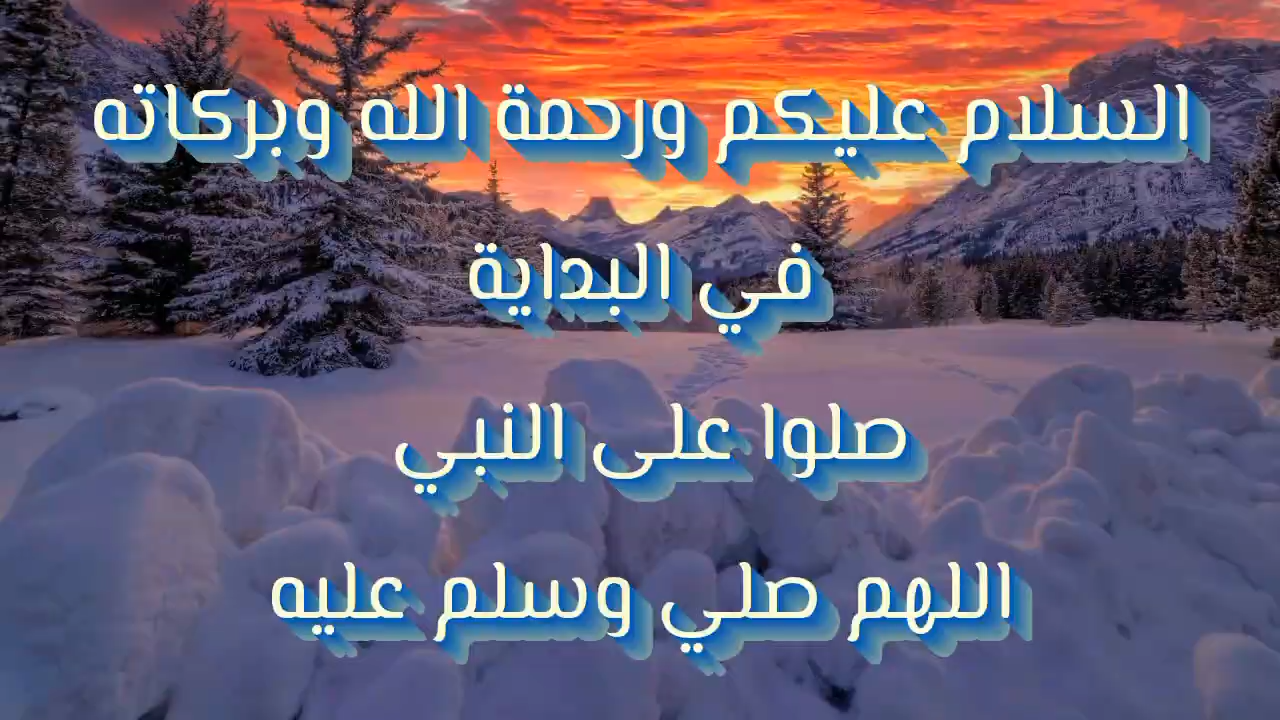 السلام عليكم ورحمة الله وبركاته
في البداية
صلوا على النبي
اللهم صلي وسلم عليه